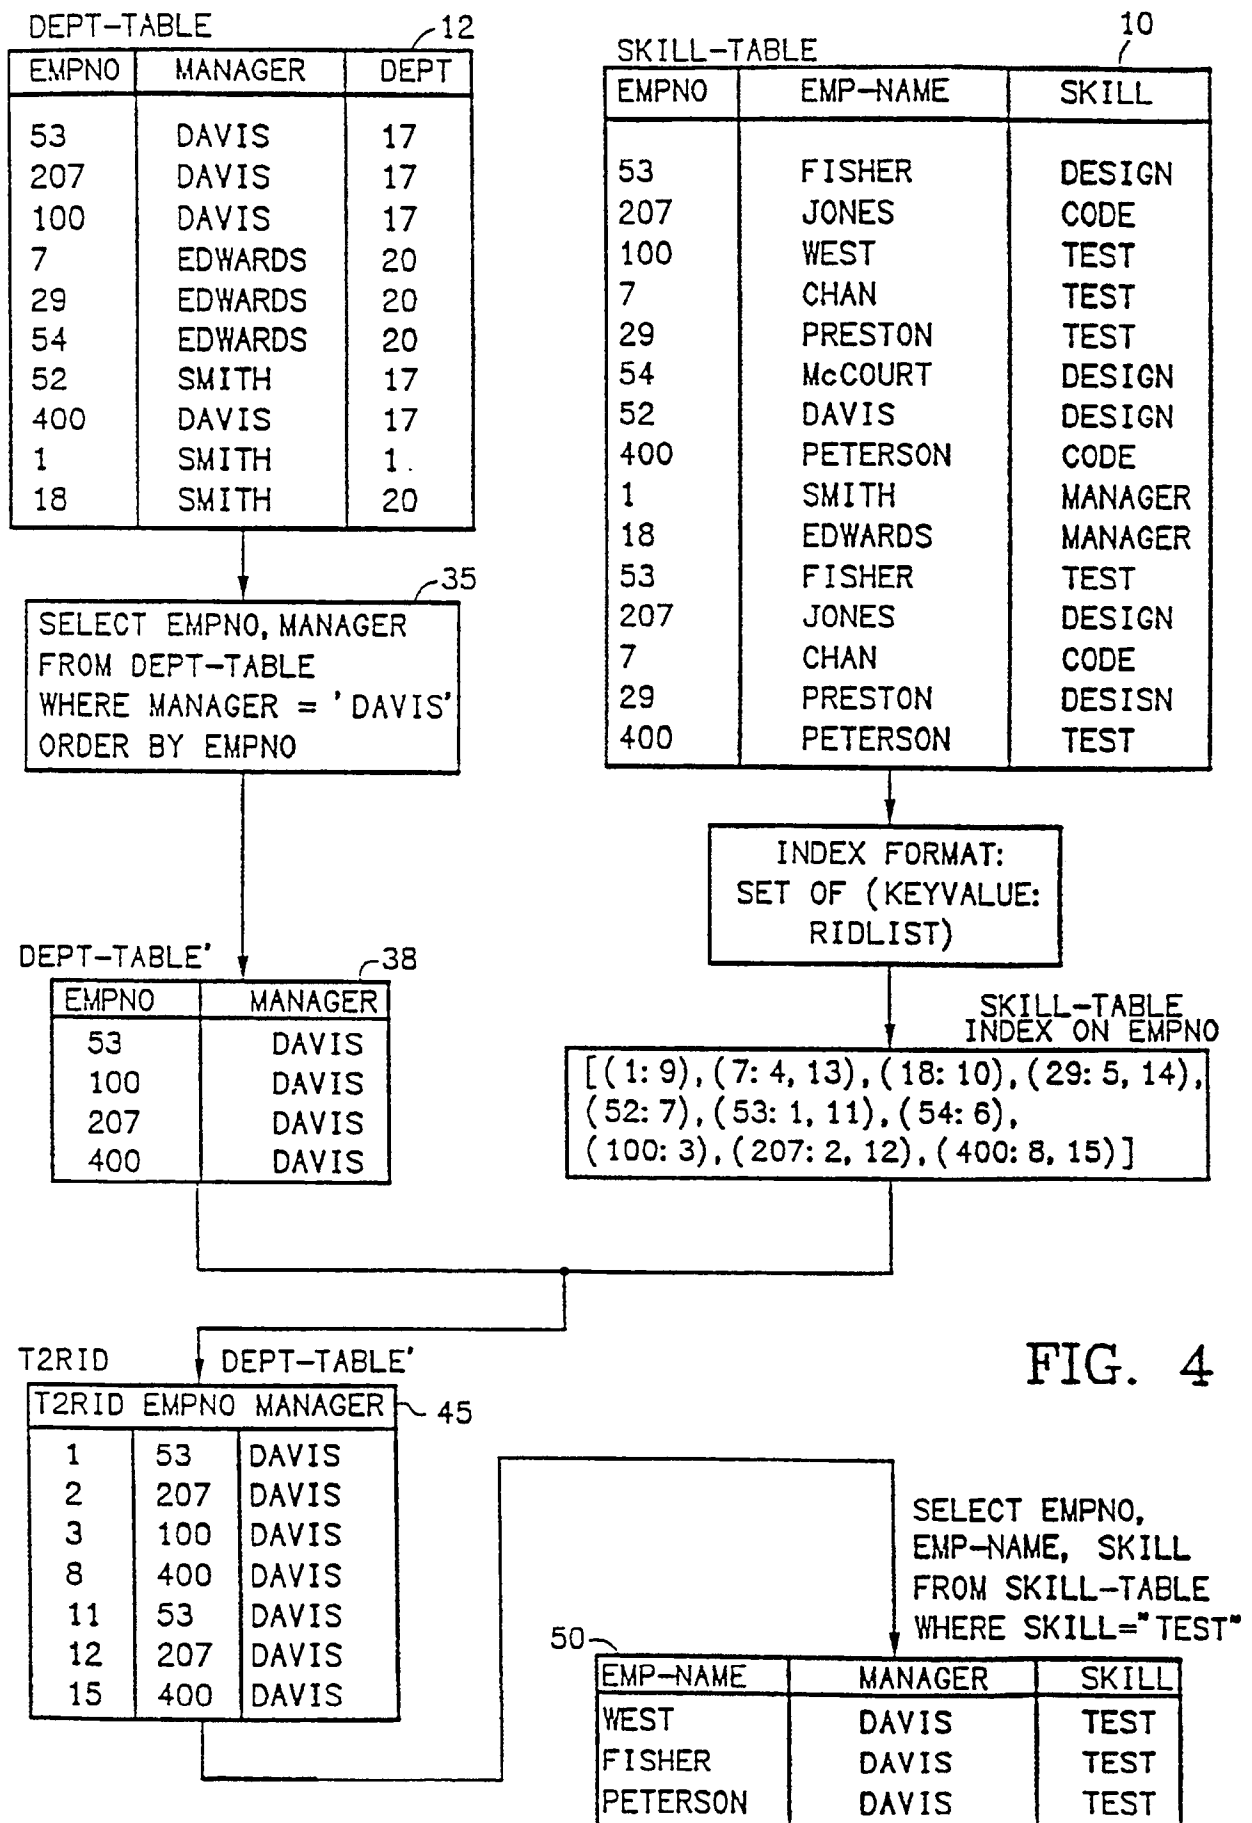 DEPT-TABLE
12
EMPNO MANAGER DEPT
53 DAVIS 17
207 DAVIS 17
100 DAVIS 17
7 EDWARDS 20
29 EDWARDS 20
54 EDWARDS 20
52 SMITH 17
400 DAVIS 17
1 SMITH 1
18 SMITH 20
SKILL-TABLE
10
EMPNO EMP-NAME SKILL
53 FISHER DESIGN
207 JONES CODE
100 WEST TEST
7 CHAN TEST
29 PRESTON TEST
54 McCOURT DESIGN
52 DAVIS DESIGN
400 PETERSON CODE
1 SMITH MANAGER
18 EDWARDS MANAGER
53 FISHER TEST
207 JONES DESIGN
7 CHAN CODE
29 PRESTON DESISN
400 PETERSON TEST
35
SELECT EMPNO, MANAGER
FROM DEPT-TABLE
WHERE MANAGER = 'DAVIS'
ORDER BY EMPNO
INDEX FORMAT:
SET OF (KEYVALUE:
RIDLIST)
DEPT-TABLE'
38
EMPNO MANAGER
53 DAVIS
100 DAVIS
207 DAVIS
400 DAVIS
SKILL-TABLE
INDEX ON EMPNO
[(1: 9), (7: 4, 13), (18: 10), (29: 5, 14),
(52: 7), (53: 1, 11), (54: 6),
(100: 3), (207: 2, 12), (400: 8, 15)]
T2RID DEPT-TABLE'
T2RID EMPNO MANAGER
45
1 53 DAVIS
2 207 DAVIS
3 100 DAVIS
8 400 DAVIS
11 53 DAVIS
12 207 DAVIS
15 400 DAVIS
FIG. 4
SELECT EMPNO,
EMP-NAME, SKILL
FROM SKILL-TABLE
WHERE SKILL="TEST"
50
EMP-NAME MANAGER SKILL
WEST DAVIS TEST
FISHER DAVIS TEST
PETERSON DAVIS TEST